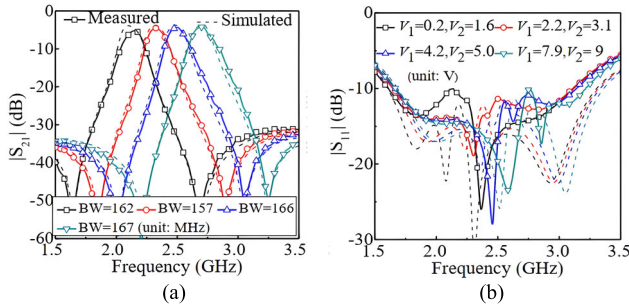 Measured
Simulated
0
-10
-20
-30
-40
-50
-60
|S21| (dB)
BW=162 BW=157 BW=166
BW=167 (unit: MHz)
1.5 2.0 2.5 3.0 3.5
Frequency (GHz)
(a)
V1=0.2,V2=1.6 V1=2.2,V2=3.1
V1=4.2,V2=5.0 V1=7.9,V2=9
(unit: V)
0
-10
-20
-30
|S11| (dB)
1.5 2.0 2.5 3.0 3.5
Frequency (GHz)
(b)